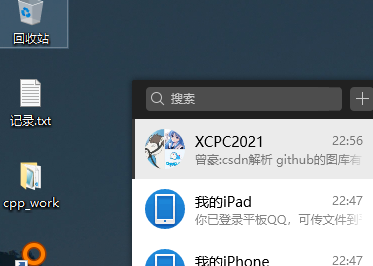 回收站
记录.txt
cpp_work
搜索
XCPC2021
22:56
曾豪:csdn解析 github的图库有
我的iPad
22:47
你已登录平板QQ，可传文件到
我的iPhone
22:47